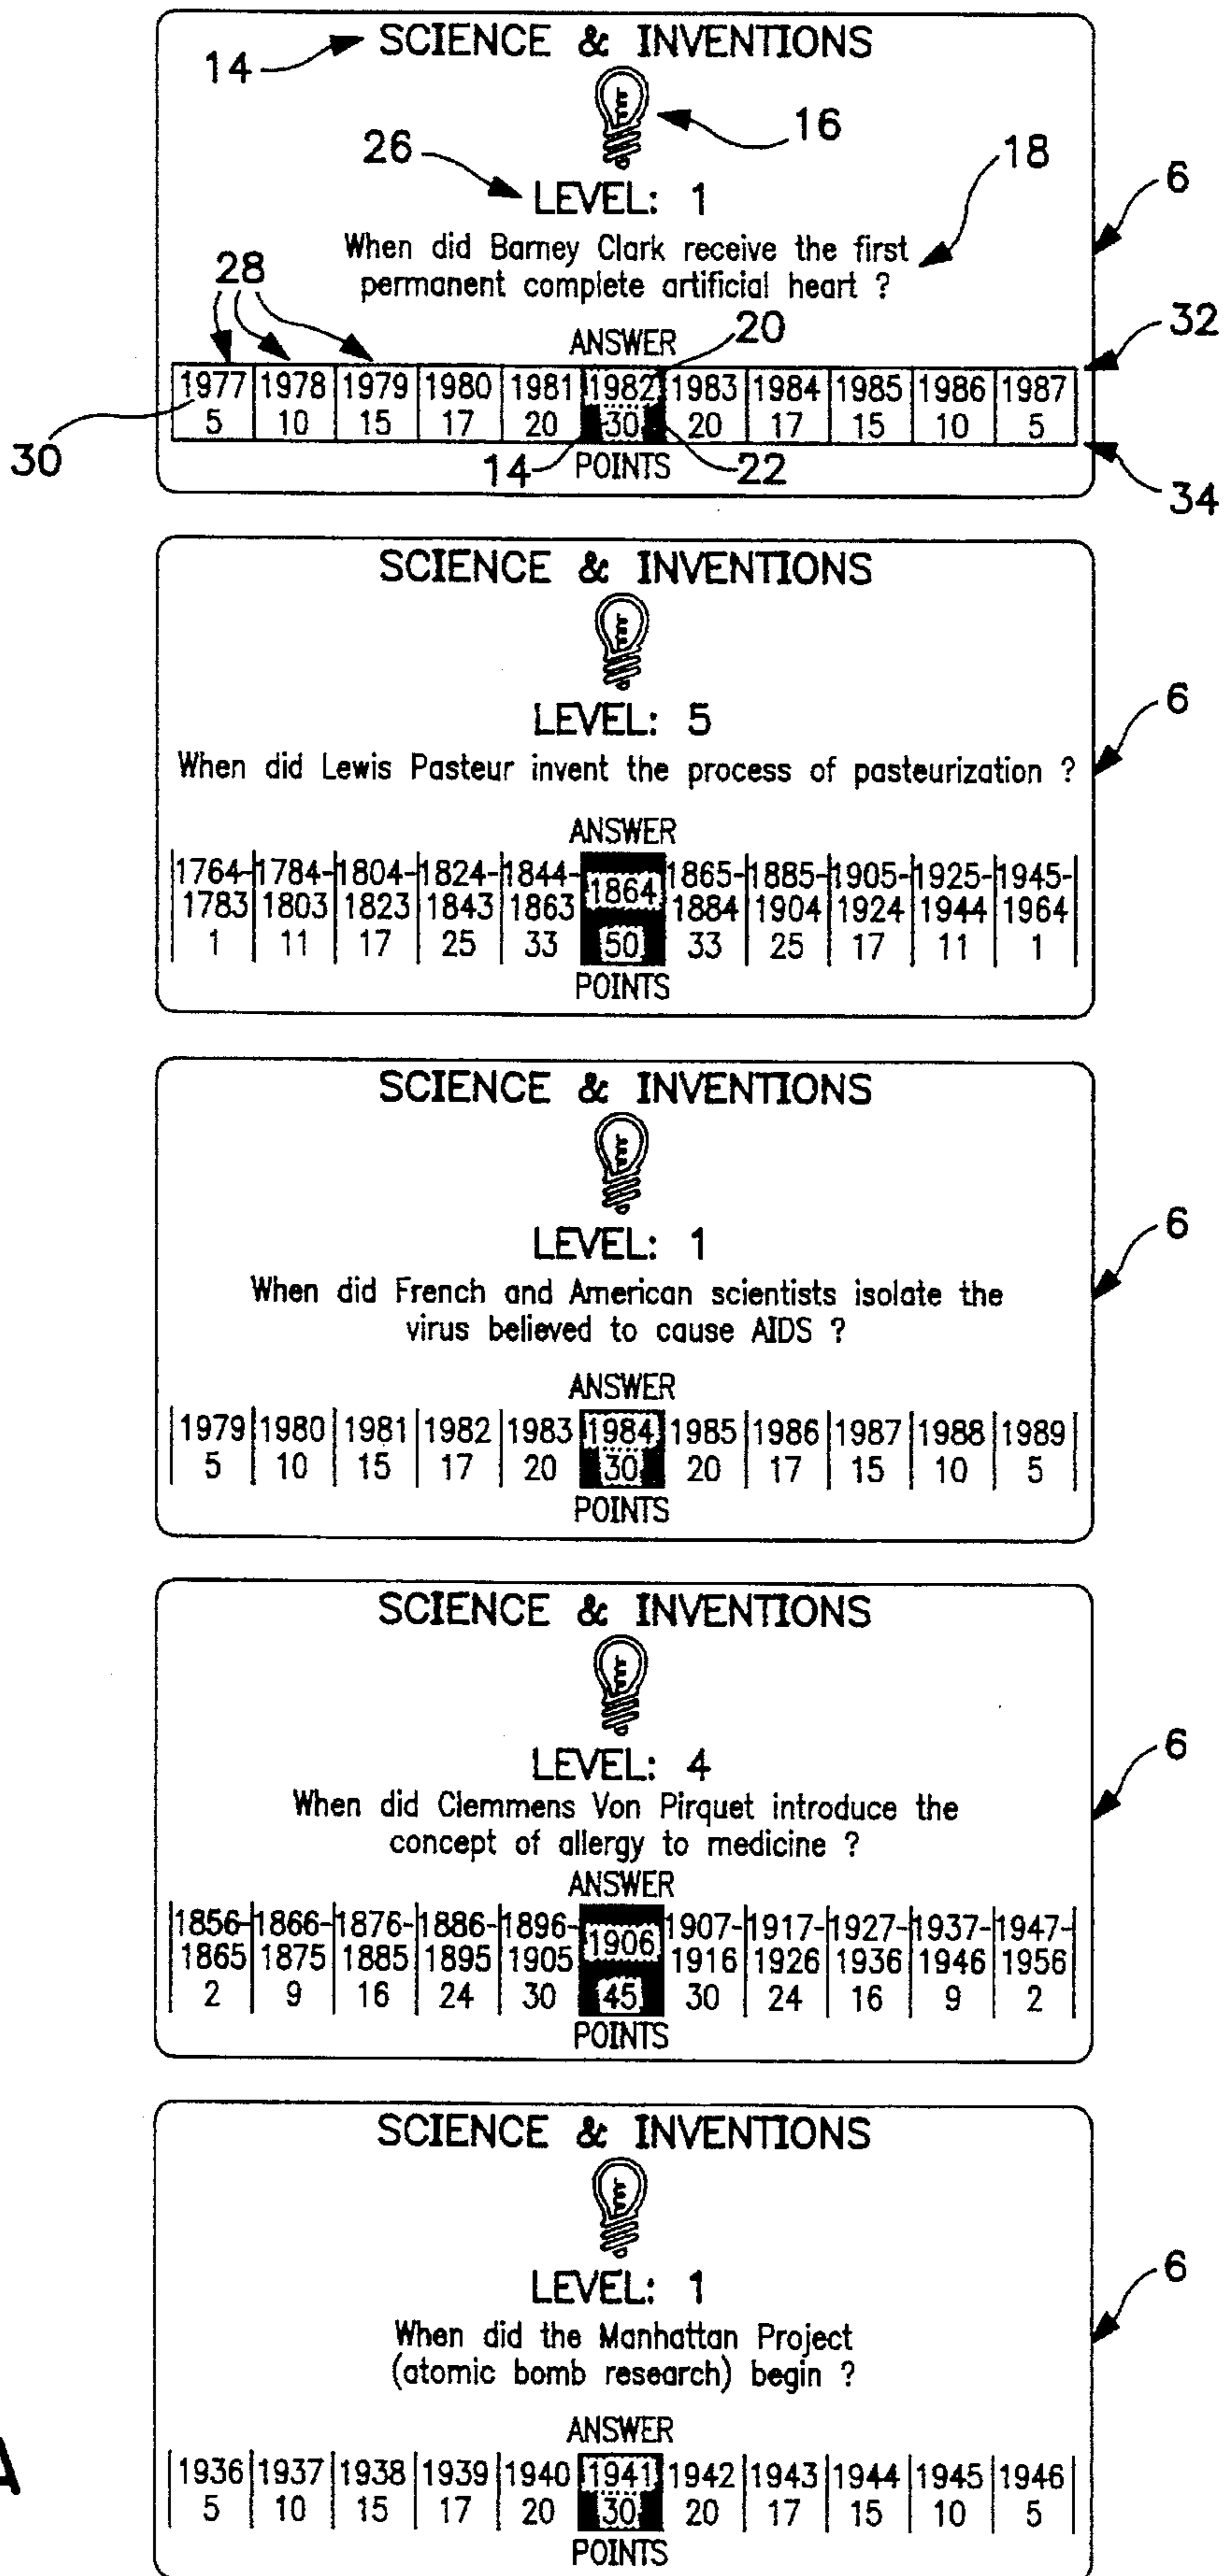 14 SCIENCE & INVENTIONS
16
26 18
LEVEL: 1 6
When did Barney Clark receive the first
28
permanent complete artificial heart ?
ANSWER 20 32
1977 1978 1979 1980 1981 1982 1983 1984 1985 1986 1987
5 10 15 17 20 30 20 17 15 10 5
30 14 POINTS 22
34
SCIENCE & INVENTIONS
LEVEL: 5 6
When did Lewis Pasteur invent the process of pasteurization ?
ANSWER
1764- 1784- 1804- 1824- 1844- 1864 1865- 1885- 1905- 1925- 1945-
1783 1803 1823 1843 1863 1884 1904 1924 1944 1964
1 11 17 25 33 50 33 25 17 11 1
POINTS
SCIENCE & INVENTIONS
LEVEL: 1 6
When did French and American scientists isolate the
virus believed to cause AIDS ?
ANSWER
1979 1980 1981 1982 1983 1984 1985 1986 1987 1988 1989
5 10 15 17 20 30 20 17 15 10 5
POINTS
SCIENCE & INVENTIONS
LEVEL: 4 6
When did Clemmens Von Pirquet introduce the
concept of allergy to medicine ?
ANSWER
1856- 1866- 1876- 1886- 1896- 1906 1907- 1917- 1927- 1937- 1947-
1865 1875 1885 1895 1905 1916 1926 1936 1946 1956
2 9 16 24 30 45 30 24 16 9 2
POINTS
SCIENCE & INVENTIONS
LEVEL: 1 6
When did the Manhattan Project
(atomic bomb research) begin ?
ANSWER
A
1936 1937 1938 1939 1940 1941 1942 1943 1944 1945 1946
5 10 15 17 20 30 20 17 15 10 5
POINTS